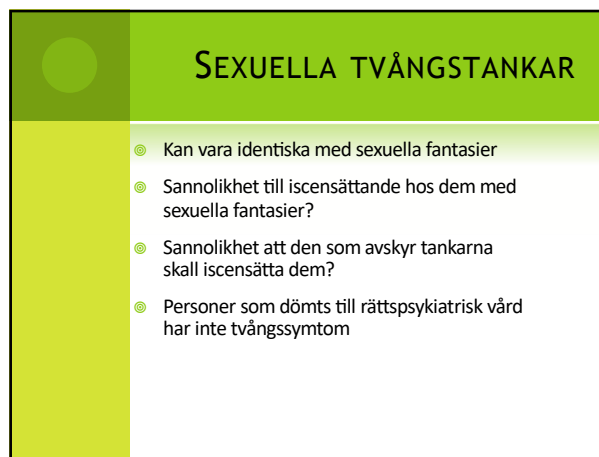 SEXUELLA TVÅNGSTANKAR
Kan vara identiska med sexuella fantasier
Sannolikhet till iscensättande hos dem med
sexuella fantasier?
Sannolikhet att den som avskyr tankarna
skall iscensätta dem?
Personer som dömts till rättspsykiatrisk vård
har inte tvångssymtom